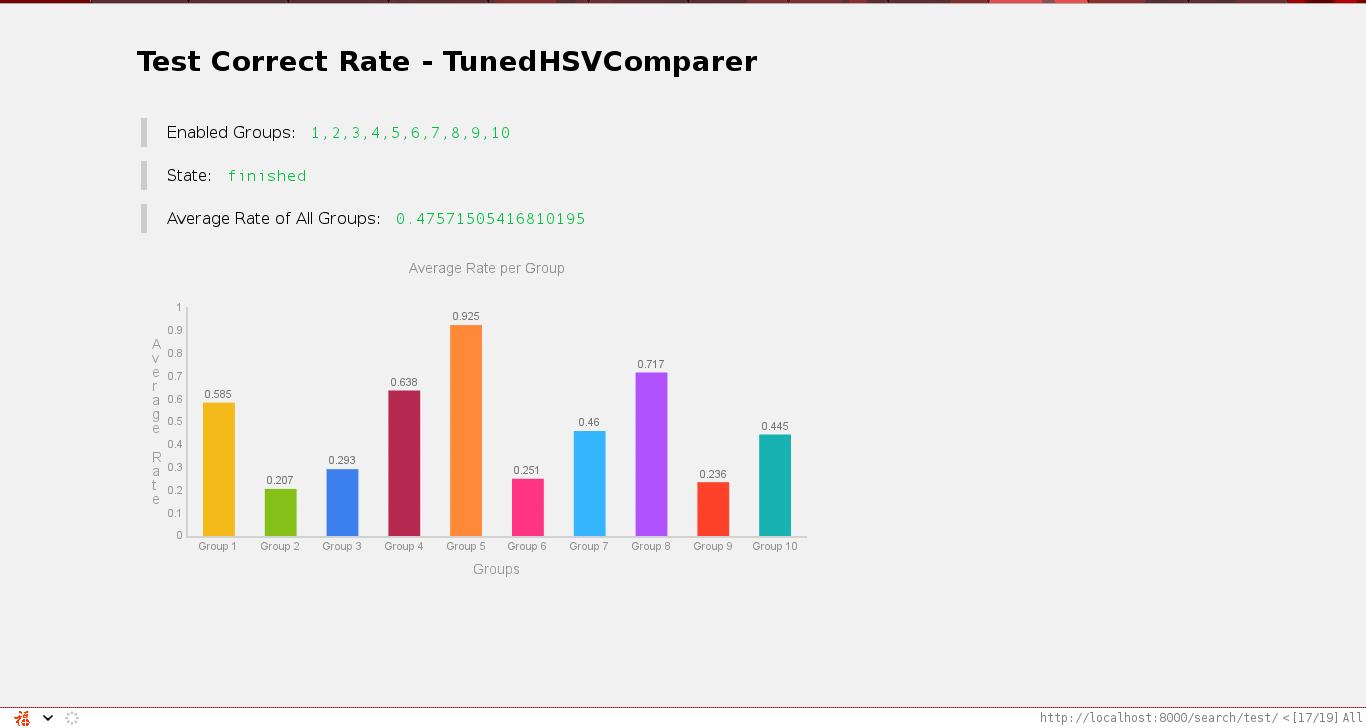 Test Correct Rate - TunedHSVComparer
Enabled Groups: 1,2,3,4,5,6,7,8,9,10
State: finished
Average Rate of All Groups: 0.47571505416810195
Average Rate per Group
Average Rate
1
0.9
0.8
0.7
0.6
0.5
0.4
0.3
0.2
0.1
0
0.585
0.207
0.293
0.638
0.925
0.251
0.46
0.717
0.236
0.445
Group 1 Group 2 Group 3 Group 4 Group 5 Group 6 Group 7 Group 8 Group 9 Group 10
Groups
福 http://localhost:8000/search/test/ <[17/19] All